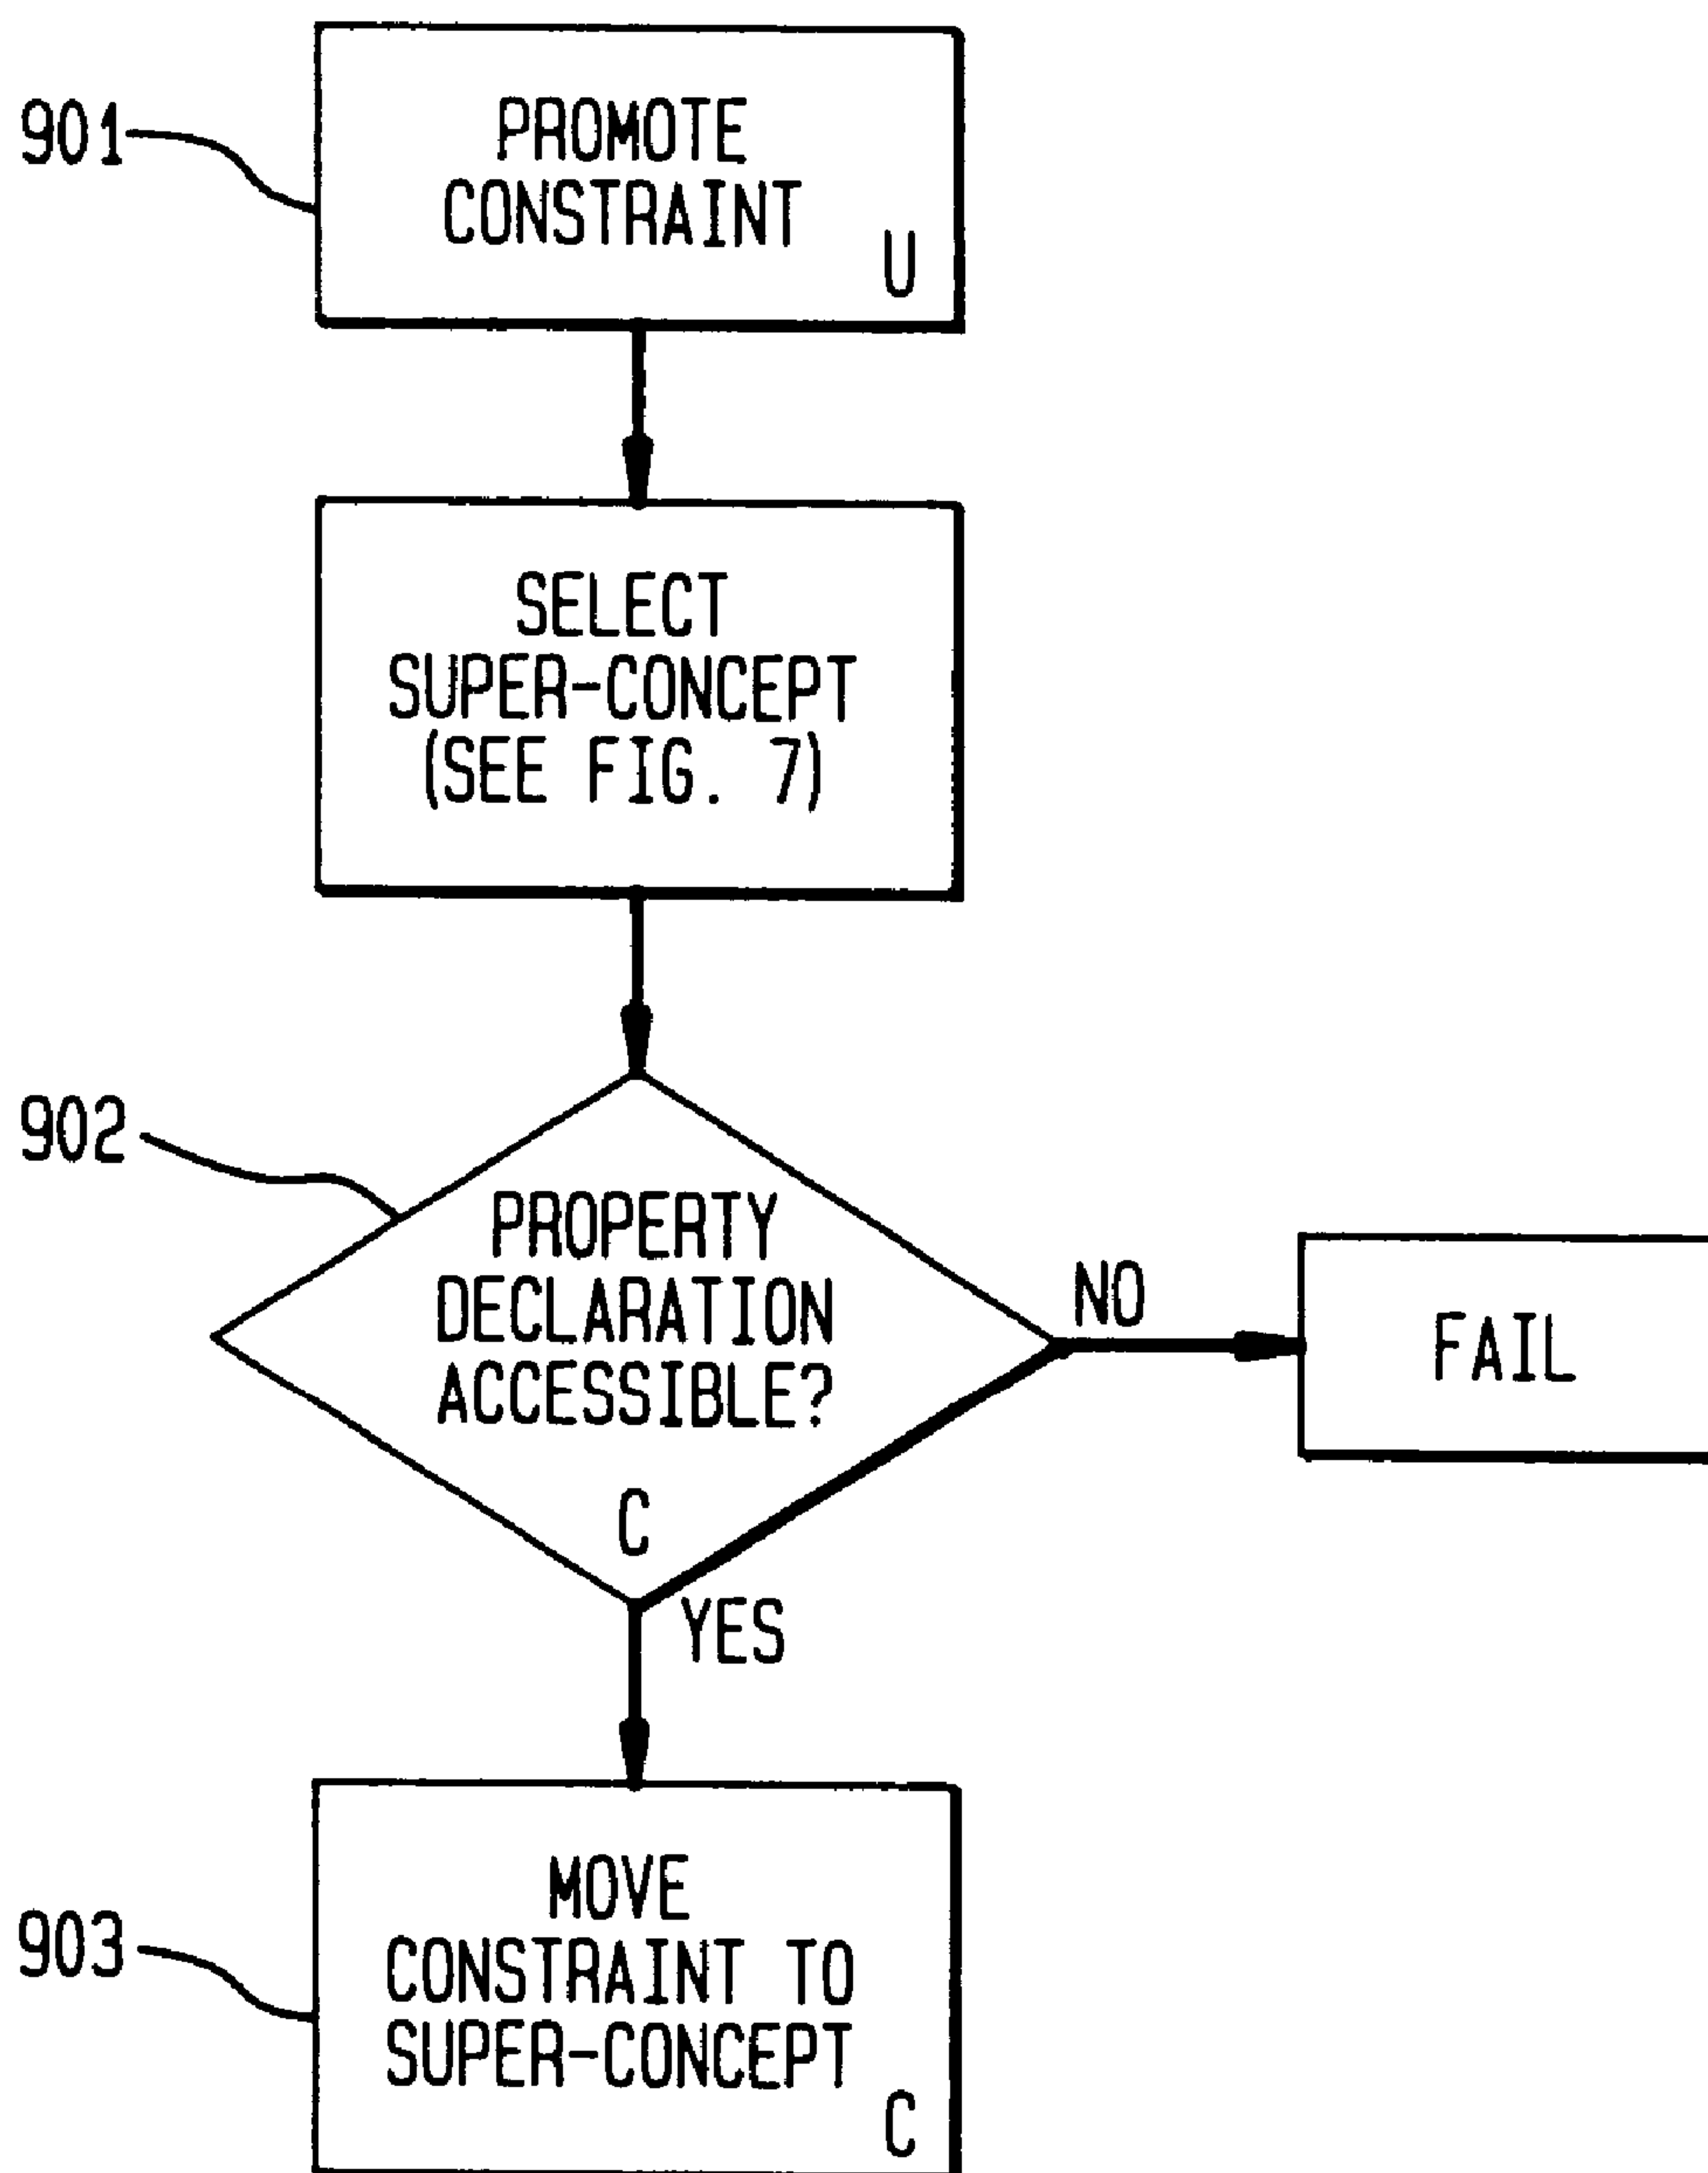 901
PROMOTE
CONSTRAINT
U
SELECT
SUPER-CONCEPT
(SEE FIG. 7)
902
PROPERTY
DECLARATION
ACCESSIBLE?
C
NO
FAIL
YES
903
MOVE
CONSTRAINT TO
SUPER-CONCEPT
C